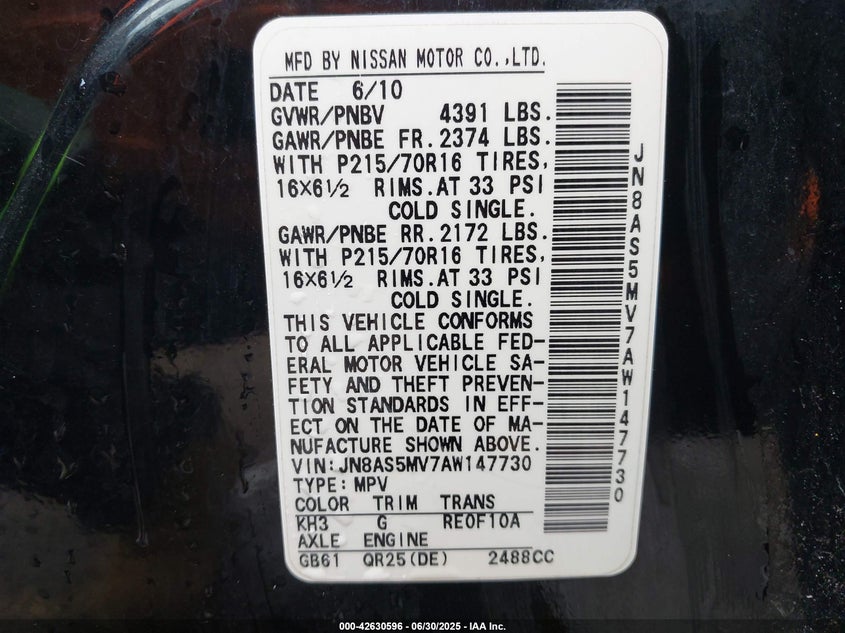 MFD BY NISSAN MOTOR CO.,LTD.
DATE 6/10
GVWR/PNBV 4391 LBS.
GAWR/PNBE FR.2374 LBS.
WITH P215/70R16 TIRES,
16X6½ RIMS.AT 33 PSI
COLD SINGLE.
GAWR/PNBE RR.2172 LBS.
WITH P215/70R16 TIRES,
16X6½ RIMS.AT 33 PSI
COLD SINGLE.
THIS VEHICLE CONFORMS
TO ALL APPLICABLE FED-
ERAL MOTOR VEHICLE SA-
FETY AND THEFT PREVEN-
TION STANDARDS IN EFF-
ECT ON THE DATE OF MA-
NUFACTURE SHOWN ABOVE.
VIN:JN8AS5MV7AW147730
TYPE:MPV
COLOR TRIM TRANS
KH3 G RE0F10A
AXLE ENGINE
GB61 QR25(DE) 2488CC
JN8AS5MV7AW147730
000-42630596 - 06/30/2025 - IAA Inc.